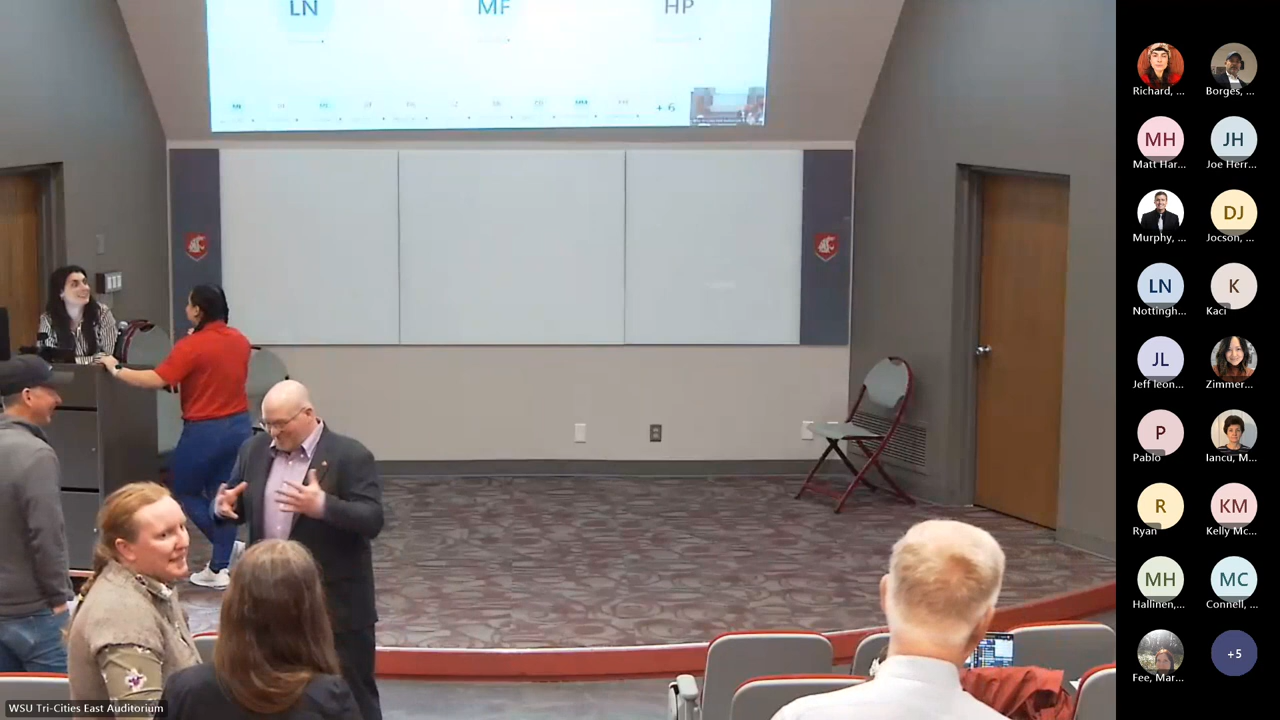 LN MF HP
+ 6
Richard, ... Borges, ...
MH JH
Matt Har... Joe Herr...
DJ
Murphy, ... Jocson, ...
LN K
Nottingh... Kaci
JL
Jeff leon... Zimmer...
P
Pablo Iancu, M...
R KM
Ryan Kelly Mc...
MH MC
Hallinen,... Connell, ...
+5
Fee, Mar...
WSU Tri-Cities East Auditorium